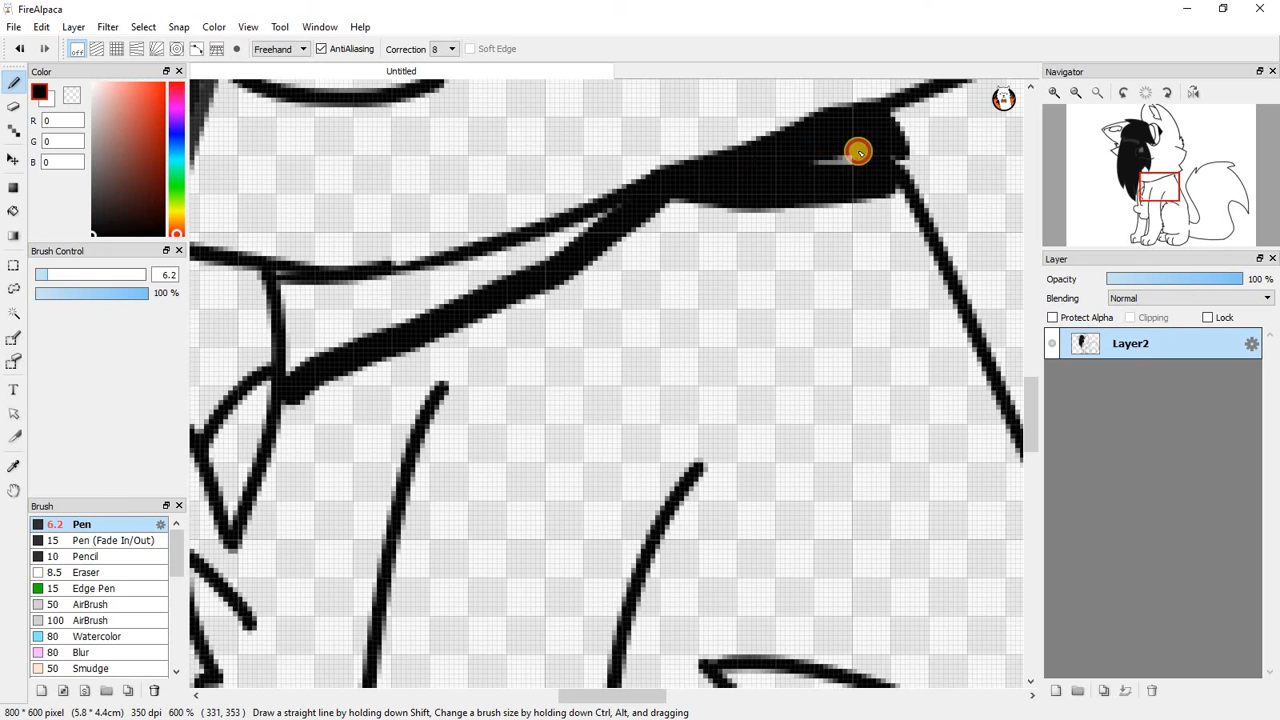 FireAlpaca
File Edit Layer Filter Select Snap Color View Tool Window Help
off Freehand AntiAliasing Correction 8 Soft Edge
Color
Untitled
Navigator
R 0
G 0
B 0
Brush Control
6.2
100 %
Layer
Opacity 100 %
Blending Normal
Protect Alpha Clipping Lock
Layer2
Brush
6.2 Pen
15 Pen (Fade In/Out)
10 Pencil
8.5 Eraser
15 Edge Pen
50 AirBrush
100 AirBrush
80 Watercolor
80 Blur
800 * 600 pixel (5.8 * 4.4cm) 350 dpi 600 % ( 331, 353 ) Draw a straight line by holding down Shift, Change a brush size by holding down Ctrl, Alt, and dragging